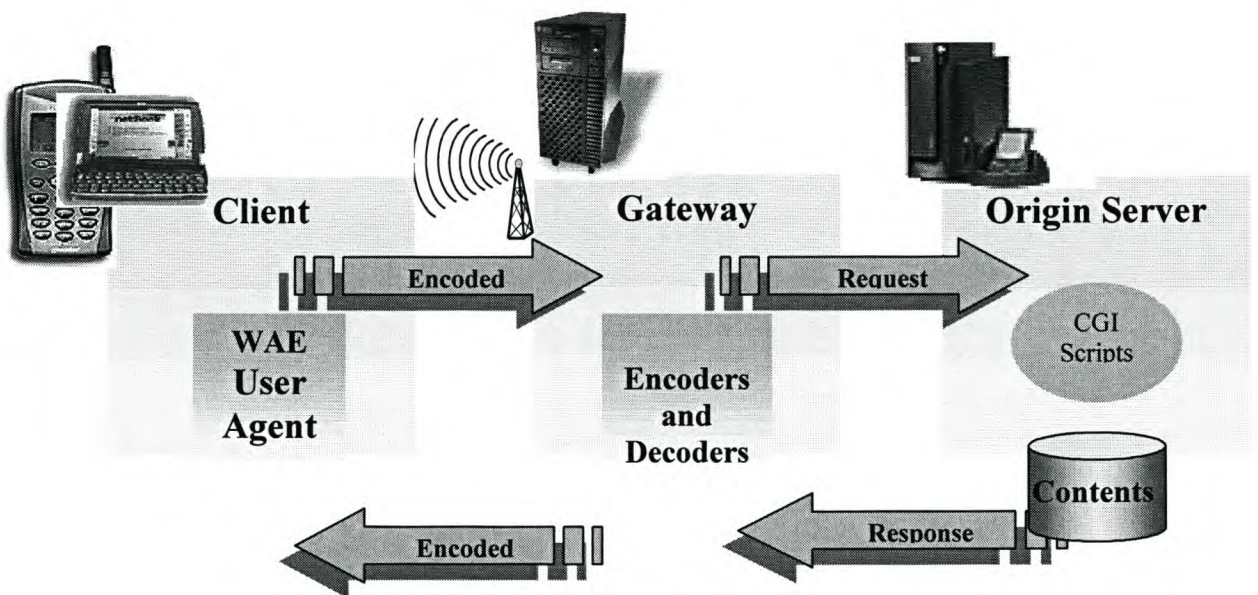 Client
Gateway
Origin Server
Encoded
Request
WAE
User
Agent
Encoders
and
Decoders
CGI
Scripts
Contents
Encoded
Response